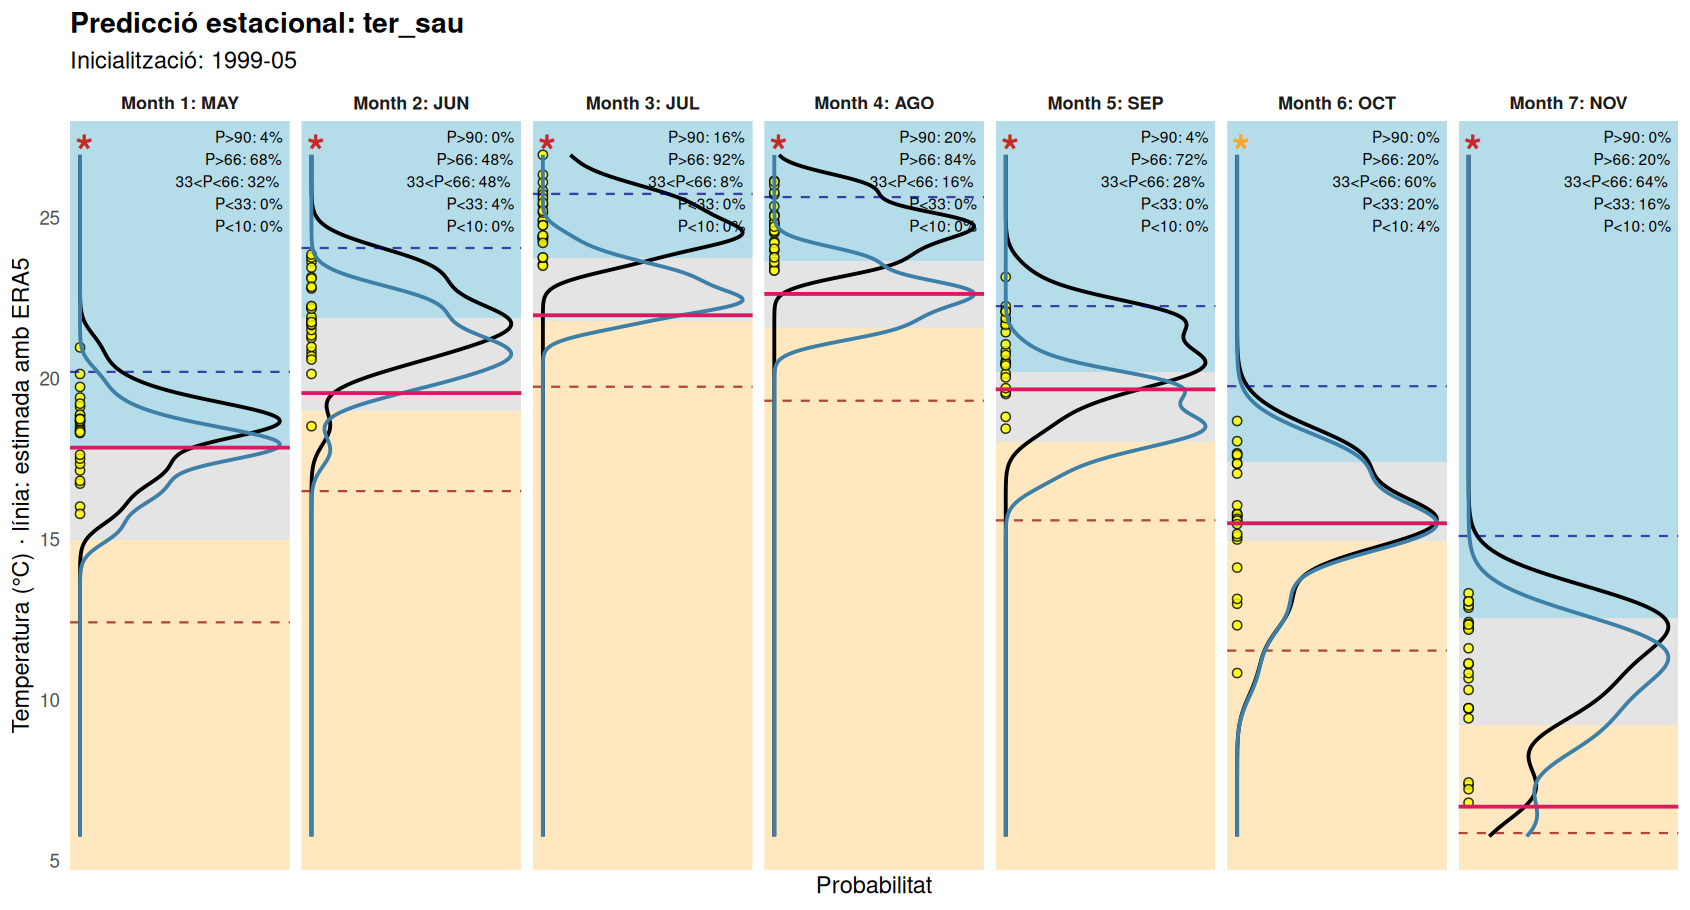 Predicció estacional: ter_sau
Inicialització: 1999-05
Month 1: MAY
Month 2: JUN
Month 3: JUL
Month 4: AGO
Month 5: SEP
Month 6: OCT
Month 7: NOV
*
P>90: 4%
P>66: 68%
33<P<66: 32%
P<33: 0%
P<10: 0%
*
P>90: 0%
P>66: 48%
33<P<66: 48%
P<33: 4%
P<10: 0%
*
P>90: 16%
P>66: 92%
33<P<66: 8%
P<33: 0%
P<10: 0%
*
P>90: 20%
P>66: 84%
33<P<66: 16%
P<33: 0%
P<10: 0%
*
P>90: 4%
P>66: 72%
33<P<66: 28%
P<33: 0%
P<10: 0%
*
P>90: 0%
P>66: 20%
33<P<66: 60%
P<33: 20%
P<10: 4%
*
P>90: 0%
P>66: 20%
33<P<66: 64%
P<33: 16%
P<10: 0%
25
20
15
10
5
Temperatura (°C) · línia: estimada amb ERA5
Probabilitat